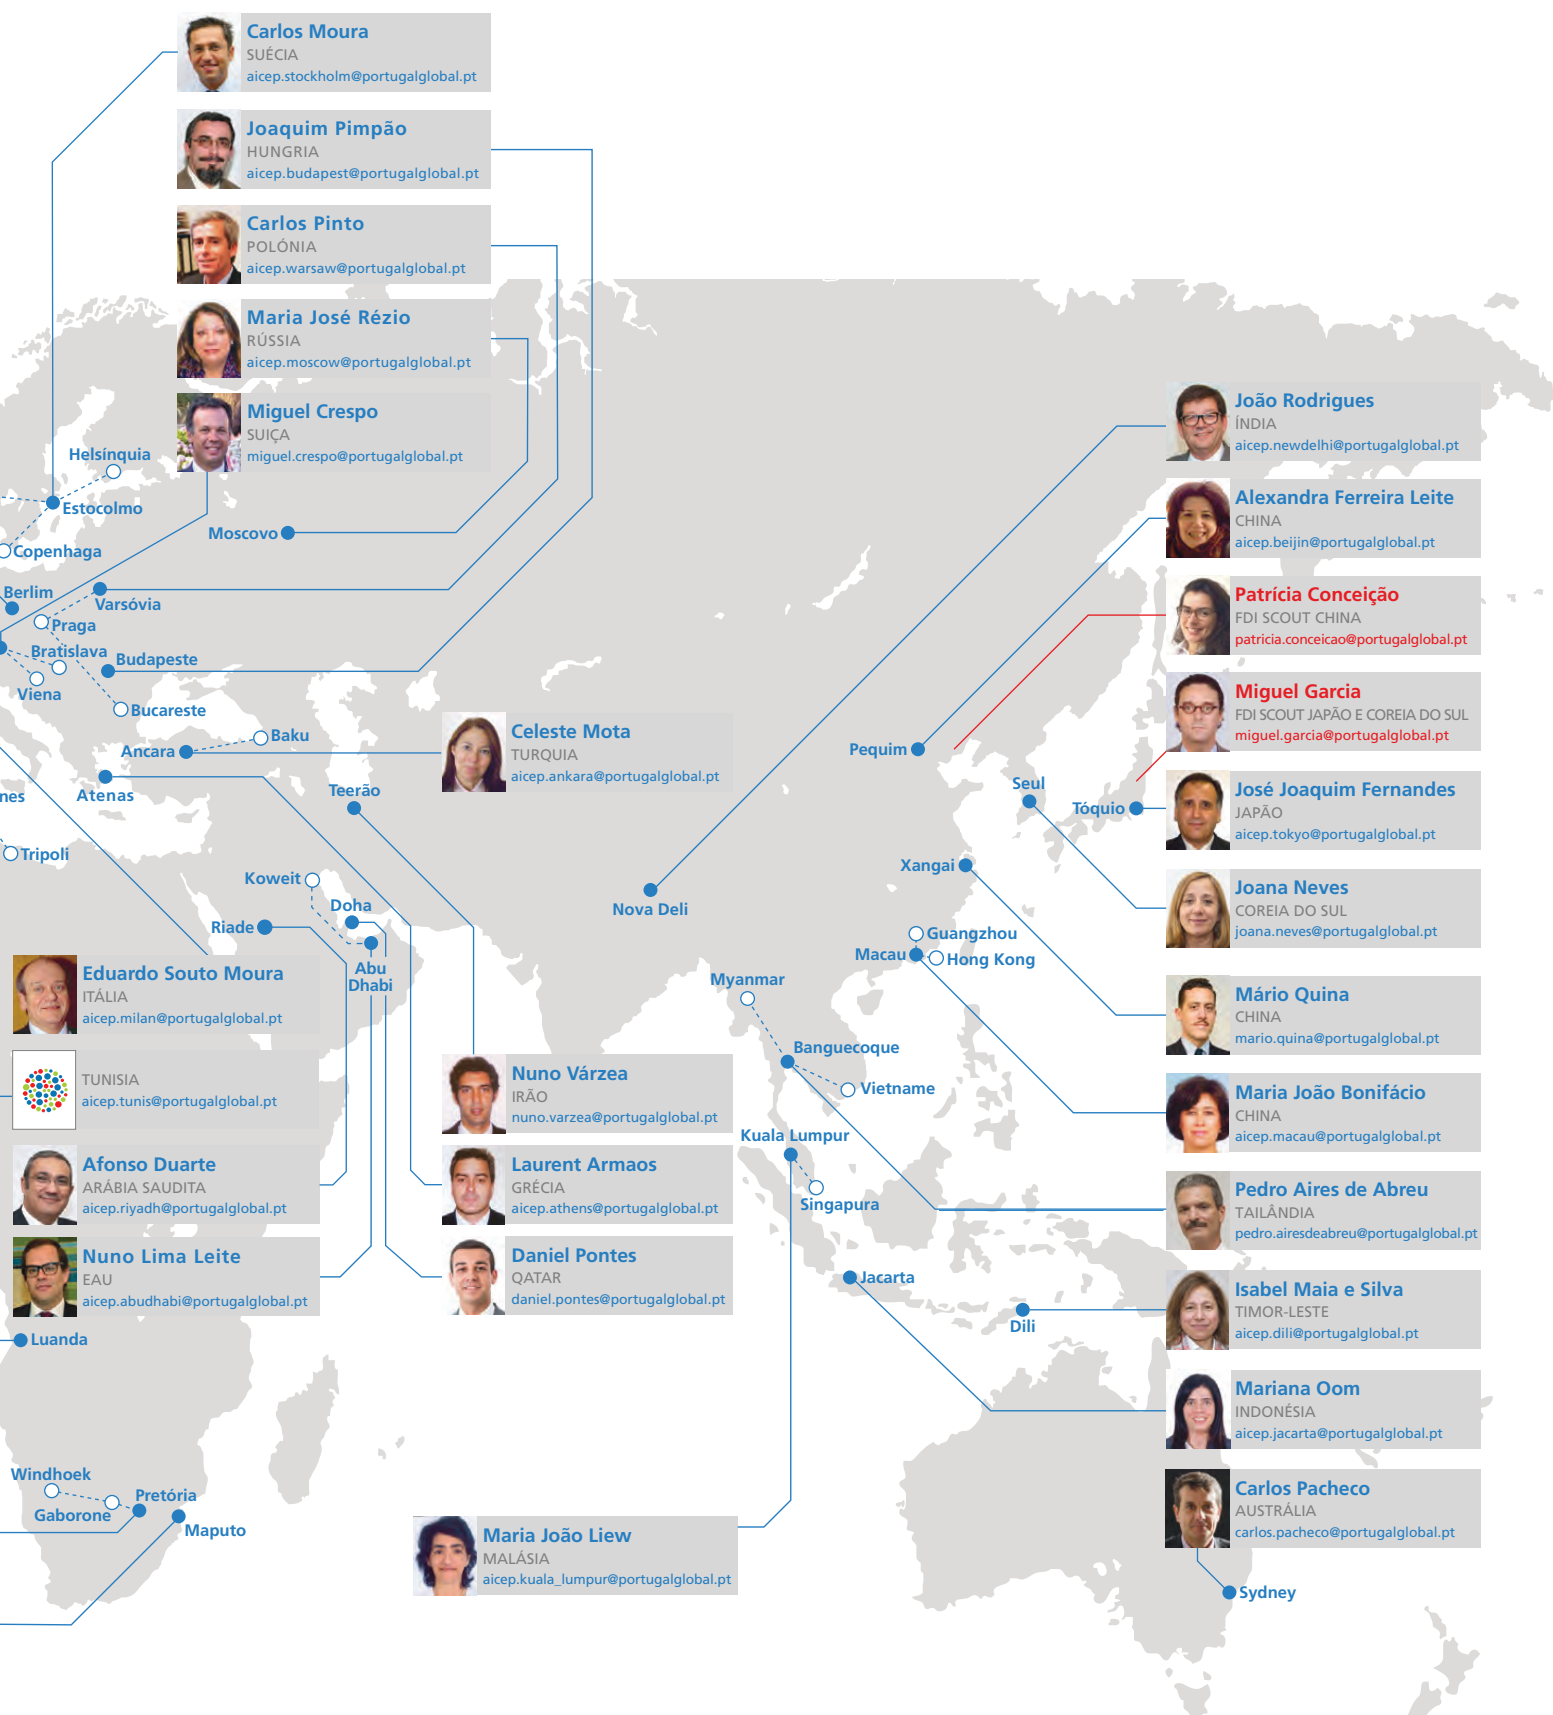 Carlos Moura
SUÉCIA
aicep.stockholm@portugalglobal.pt
Joaquim Pimpão
HUNGRIA
aicep.budapest@portugalglobal.pt
Carlos Pinto
POLÓNIA
aicep.warsaw@portugalglobal.pt
Maria José Rézio
RÚSSIA
aicep.moscow@portugalglobal.pt
Miguel Crespo
SUIÇA
miguel.crespo@portugalglobal.pt
Helsínquia
Estocolmo
Copenhaga
Moscovo
Berlim
Varsóvia
Praga
Bratislava
Budapeste
Viena
Bucareste
Baku
Ancara
Atenas
nes
Tripoli
Teerão
Celeste Mota
TURQUIA
aicep.ankara@portugalglobal.pt
Koweit
Doha
Riade
Abu
Dhabi
Nova Deli
Pequim
Seul
Tóquio
Xangai
Guangzhou
Macau
Hong Kong
Myanmar
Banguecoque
Vietname
Kuala Lumpur
Singapura
Jacarta
Dili
João Rodrigues
ÍNDIA
aicep.newdelhi@portugalglobal.pt
Alexandra Ferreira Leite
CHINA
aicep.beijin@portugalglobal.pt
Patrícia Conceição
FDI SCOUT CHINA
patricia.conceicao@portugalglobal.pt
Miguel Garcia
FDI SCOUT JAPÃO E COREIA DO SUL
miguel.garcia@portugalglobal.pt
José Joaquim Fernandes
JAPÃO
aicep.tokyo@portugalglobal.pt
Joana Neves
COREIA DO SUL
joana.neves@portugalglobal.pt
Mário Quina
CHINA
mario.quina@portugalglobal.pt
Maria João Bonifácio
CHINA
aicep.macau@portugalglobal.pt
Pedro Aires de Abreu
TAILÂNDIA
pedro.airesdeabreu@portugalglobal.pt
Isabel Maia e Silva
TIMOR-LESTE
aicep.dili@portugalglobal.pt
Mariana Oom
INDONÉSIA
aicep.jacarta@portugalglobal.pt
Carlos Pacheco
AUSTRÁLIA
carlos.pacheco@portugalglobal.pt
Sydney
Eduardo Souto Moura
ITÁLIA
aicep.milan@portugalglobal.pt
TUNISIA
aicep.tunis@portugalglobal.pt
Afonso Duarte
ARÁBIA SAUDITA
aicep.riyadh@portugalglobal.pt
Nuno Lima Leite
EAU
aicep.abudhabi@portugalglobal.pt
Nuno Várzea
IRÃO
nuno.varzea@portugalglobal.pt
Laurent Armaos
GRÉCIA
aicep.athens@portugalglobal.pt
Daniel Pontes
QATAR
daniel.pontes@portugalglobal.pt
Luanda
Windhoek
Gaborone
Pretória
Maputo
Maria João Liew
MALÁSIA
aicep.kuala_lumpur@portugalglobal.pt